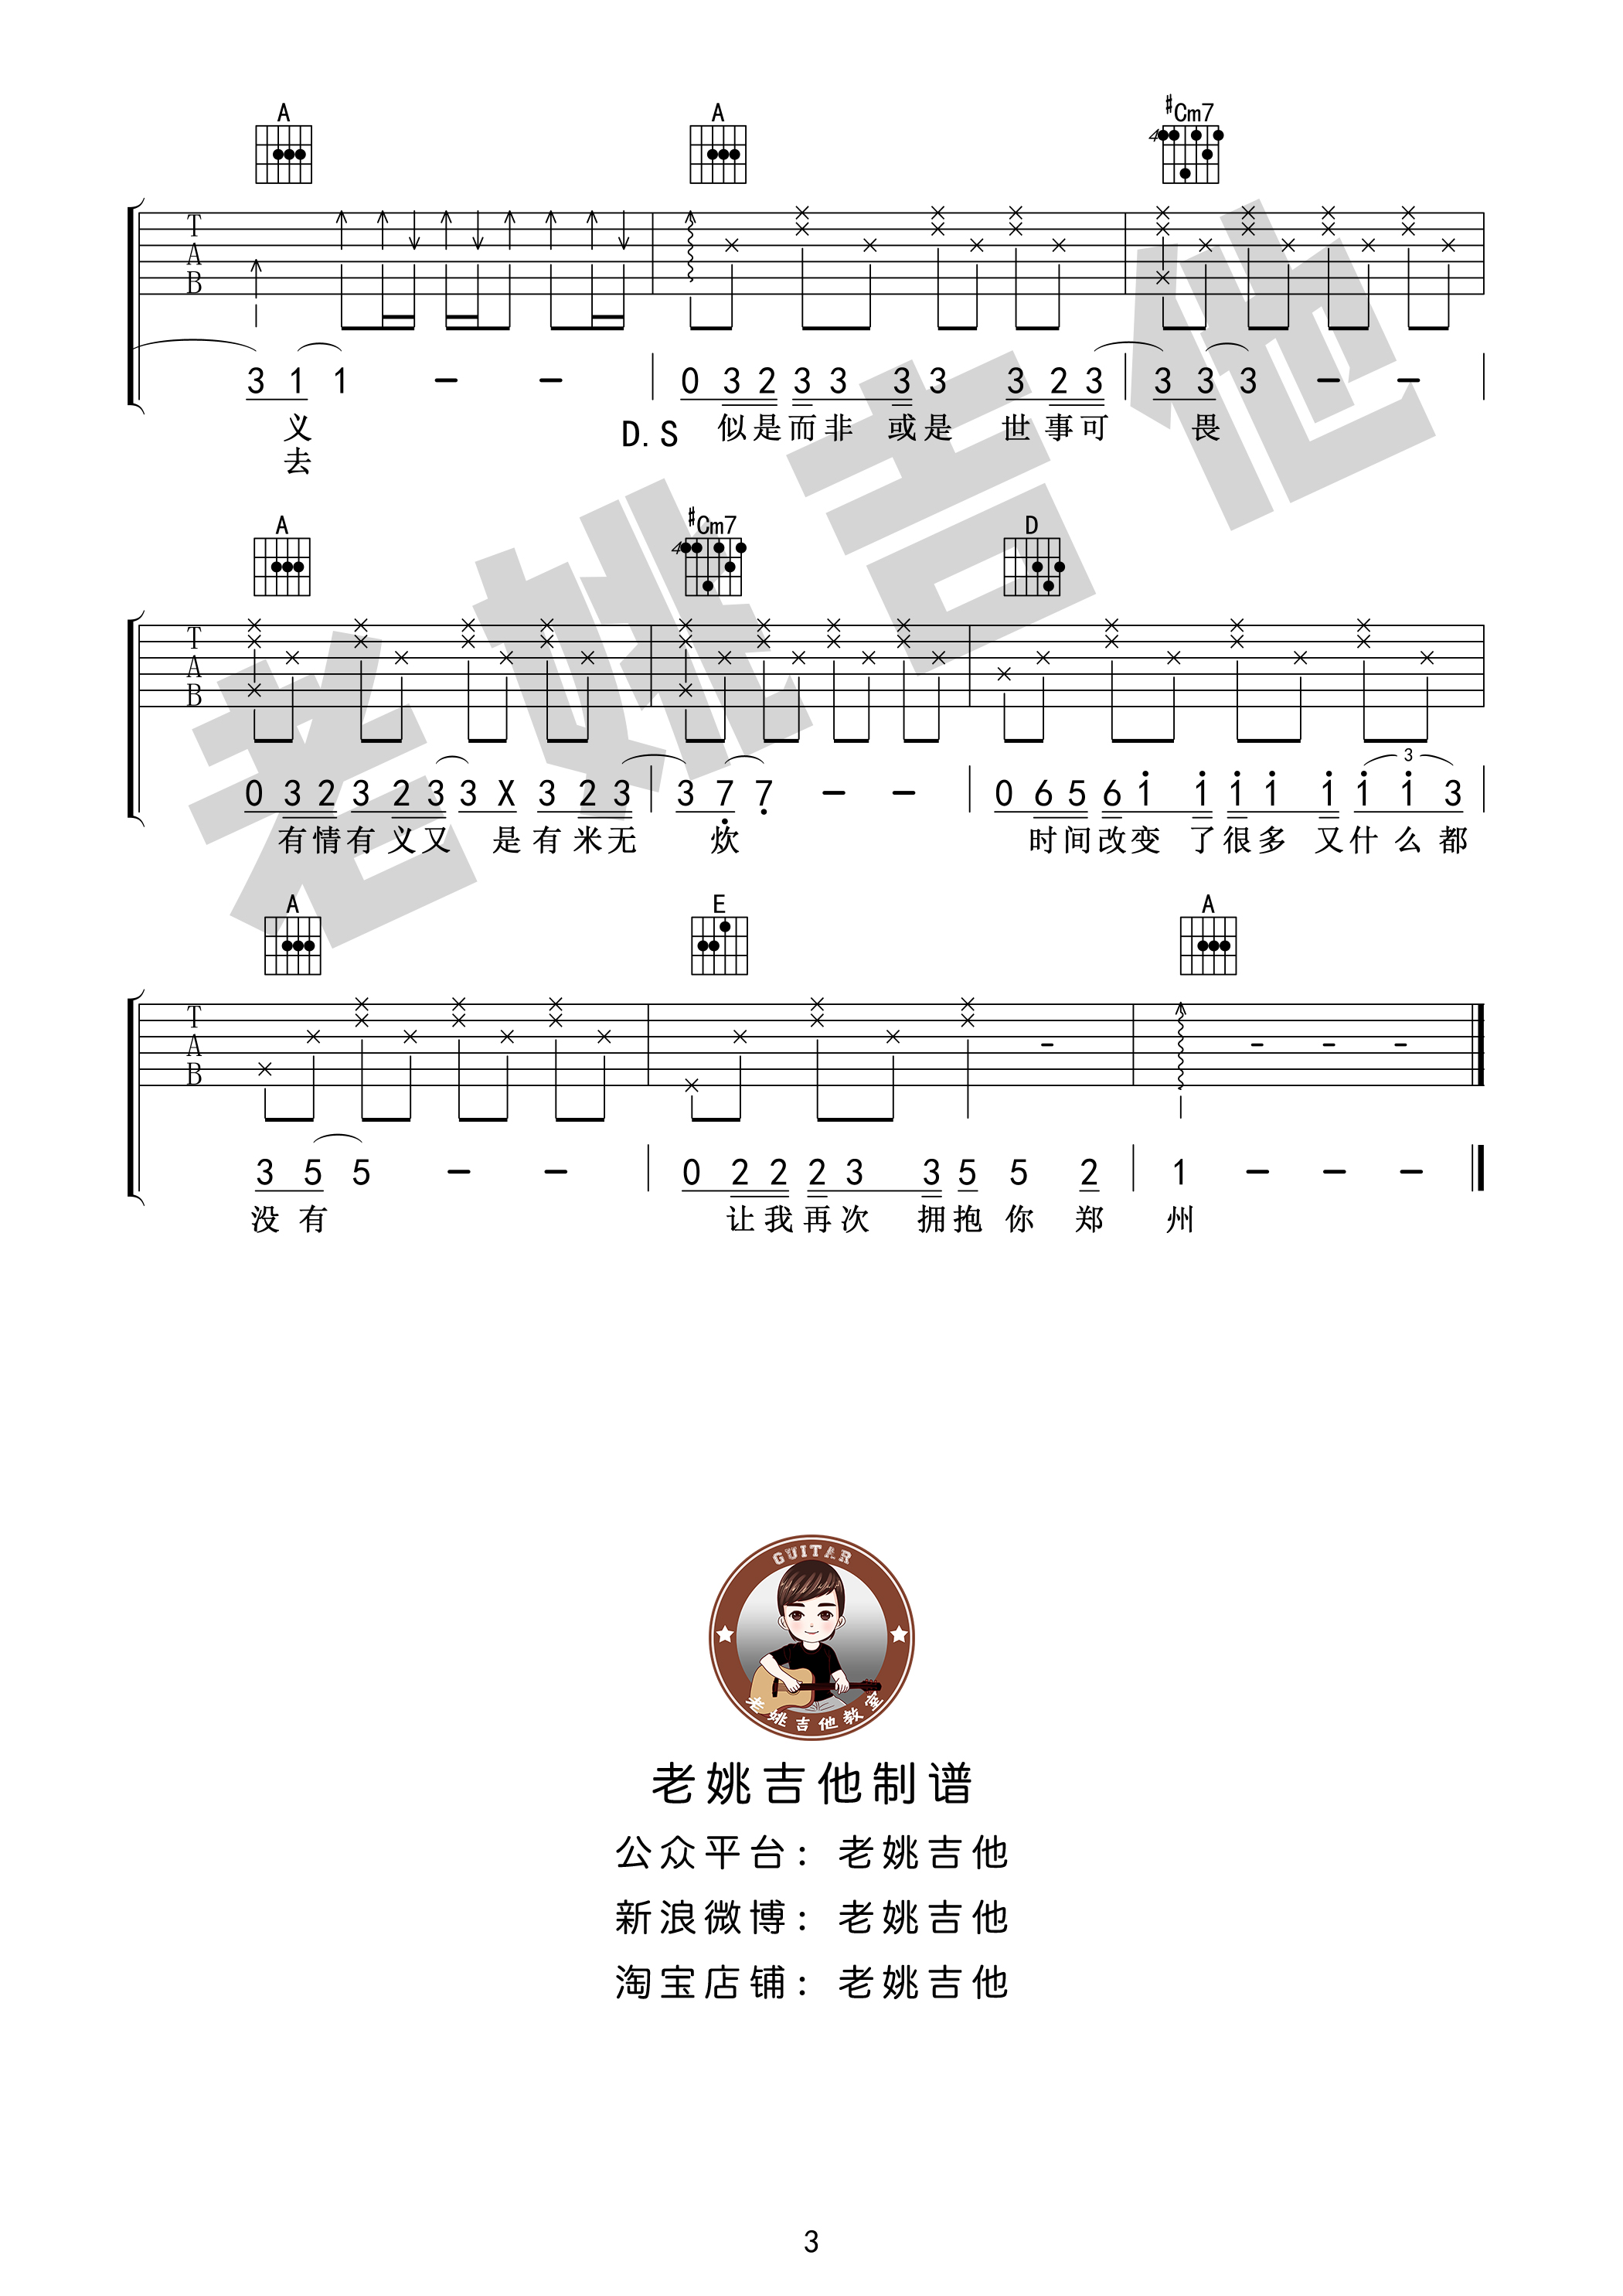 A A #Cm7
4
T
A
B
3 1 1 - - 0 3 2 3 3 3 3 3 2 3 3 3 3 - -
义 D.S 似是而非 或是 世事可 畏
去
A #Cm7 D
4
T
A
B
3
0 3 2 3 2 3 3 X 3 2 3 3 7 7 - - 0 6 5 6 1 1 1 1 1 1 1 3
有情有义又 是有米无 炊 时间改变 了很多 又什么都
A E A
T
A
B
3 5 5 - - 0 2 2 2 3 3 5 5 2 1 - - -
没有 让我再次 拥抱你 郑 州
老姚吉他
GUITAR
老姚吉他教室
老姚吉他制谱
公众平台：老姚吉他
新浪微博：老姚吉他
淘宝店铺：老姚吉他
3